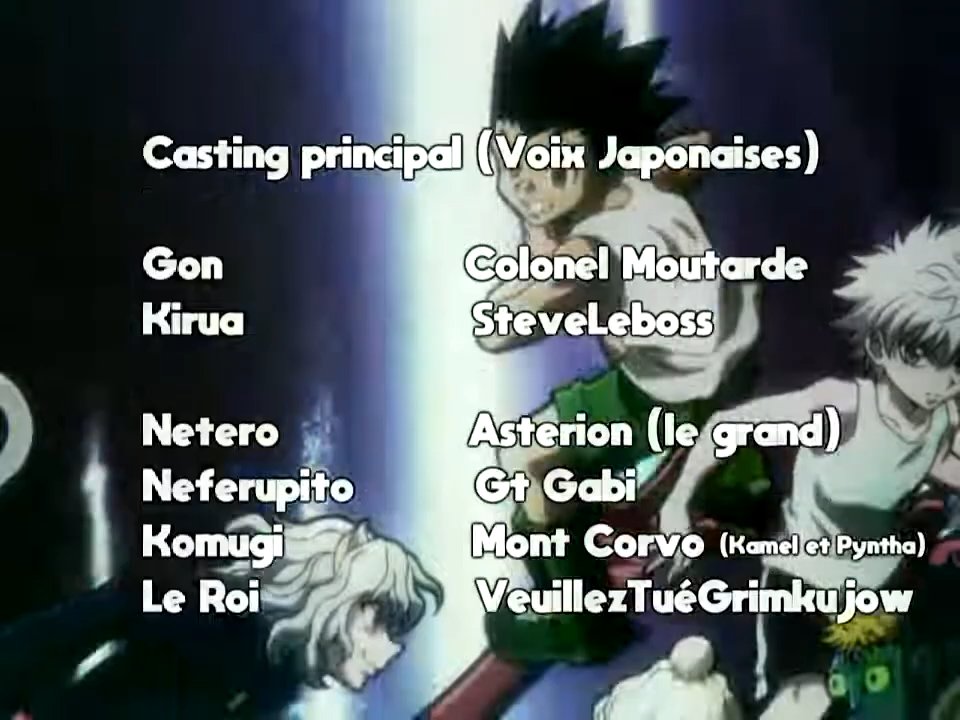 Casting principal (Voix Japonaises)
Gon Colonel Moutarde
Kirua SteveLeboss
Netero Asterion (le grand)
Neferupito Gt Gabi
Komugi Mont Corvo (Kamel et Pyntha)
Le Roi VeuillezTuéGrimkujow